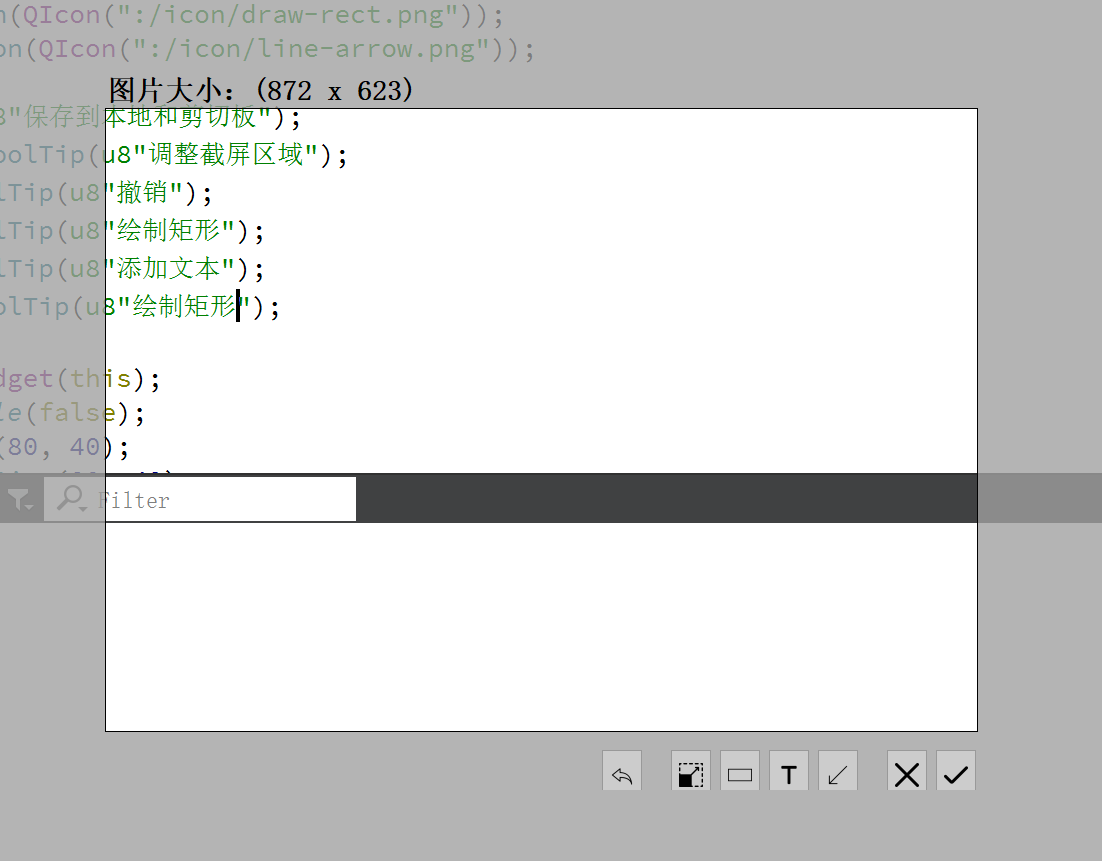 n(QIcon(":/icon/draw-rect.png"));
on(QIcon(":/icon/line-arrow.png"));
图片大小：(872 x 623)
8"保存到本地和剪切板");
oolTip(u8"调整截屏区域");
lTip(u8"撤销");
lTip(u8"绘制矩形");
lTip(u8"添加文本");
olTip(u8"绘制矩形");
dget(this);
le(false);
(80, 40);
Filter
T